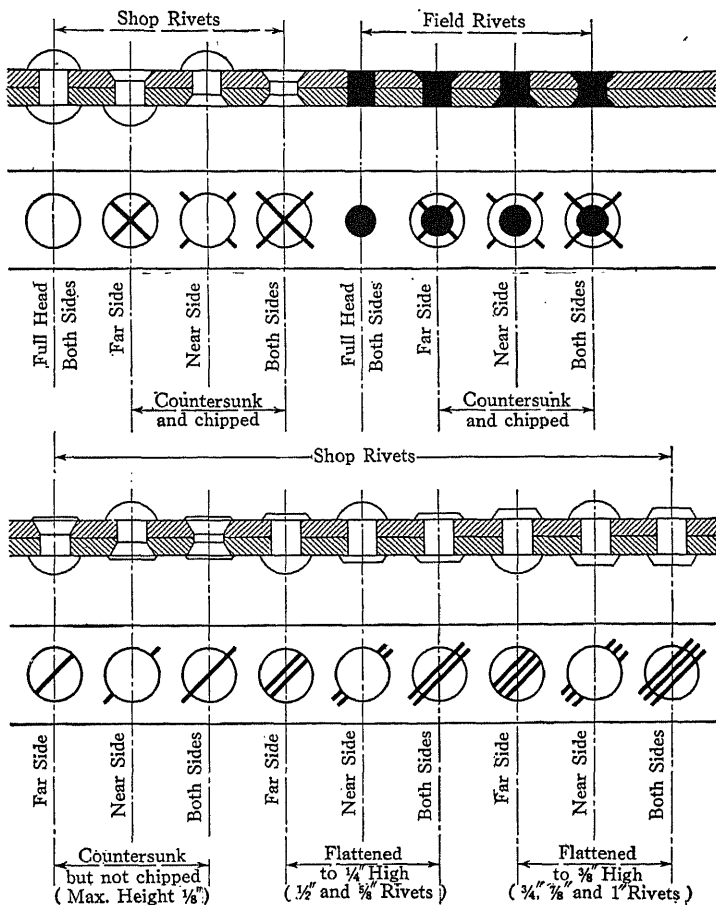 Shop Rivets
Field Rivets
Full Head
Both Sides
Far Side
Near Side
Both Sides
Full Head
Both Sides
Far Side
Near Side
Both Sides
Countersunk
and chipped
Countersunk
and chipped
Shop Rivets
Far Side
Near Side
Both Sides
Far Side
Near Side
Both Sides
Far Side
Near Side
Both Sides
Countersunk
but not chipped
(Max. Height 1/8")
Flattened
to 1/4" High
(1/2" and 5/8" Rivets)
Flattened
to 3/8" High
(3/4", 7/8" and 1" Rivets)